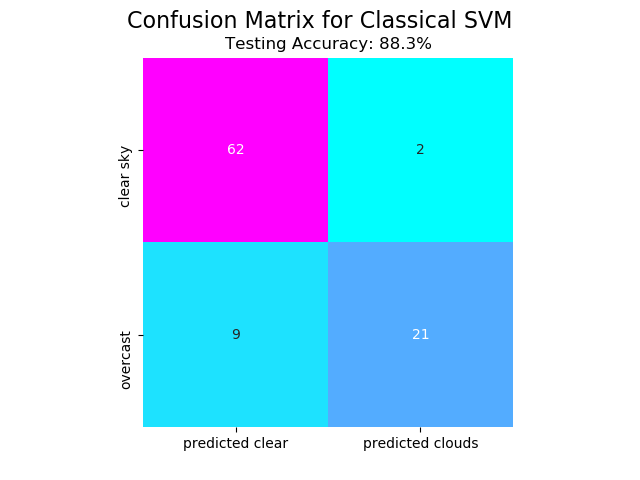 Confusion Matrix for Classical SVM
Testing Accuracy: 88.3%
clear sky
62
2
overcast
9
21
predicted clear
predicted clouds